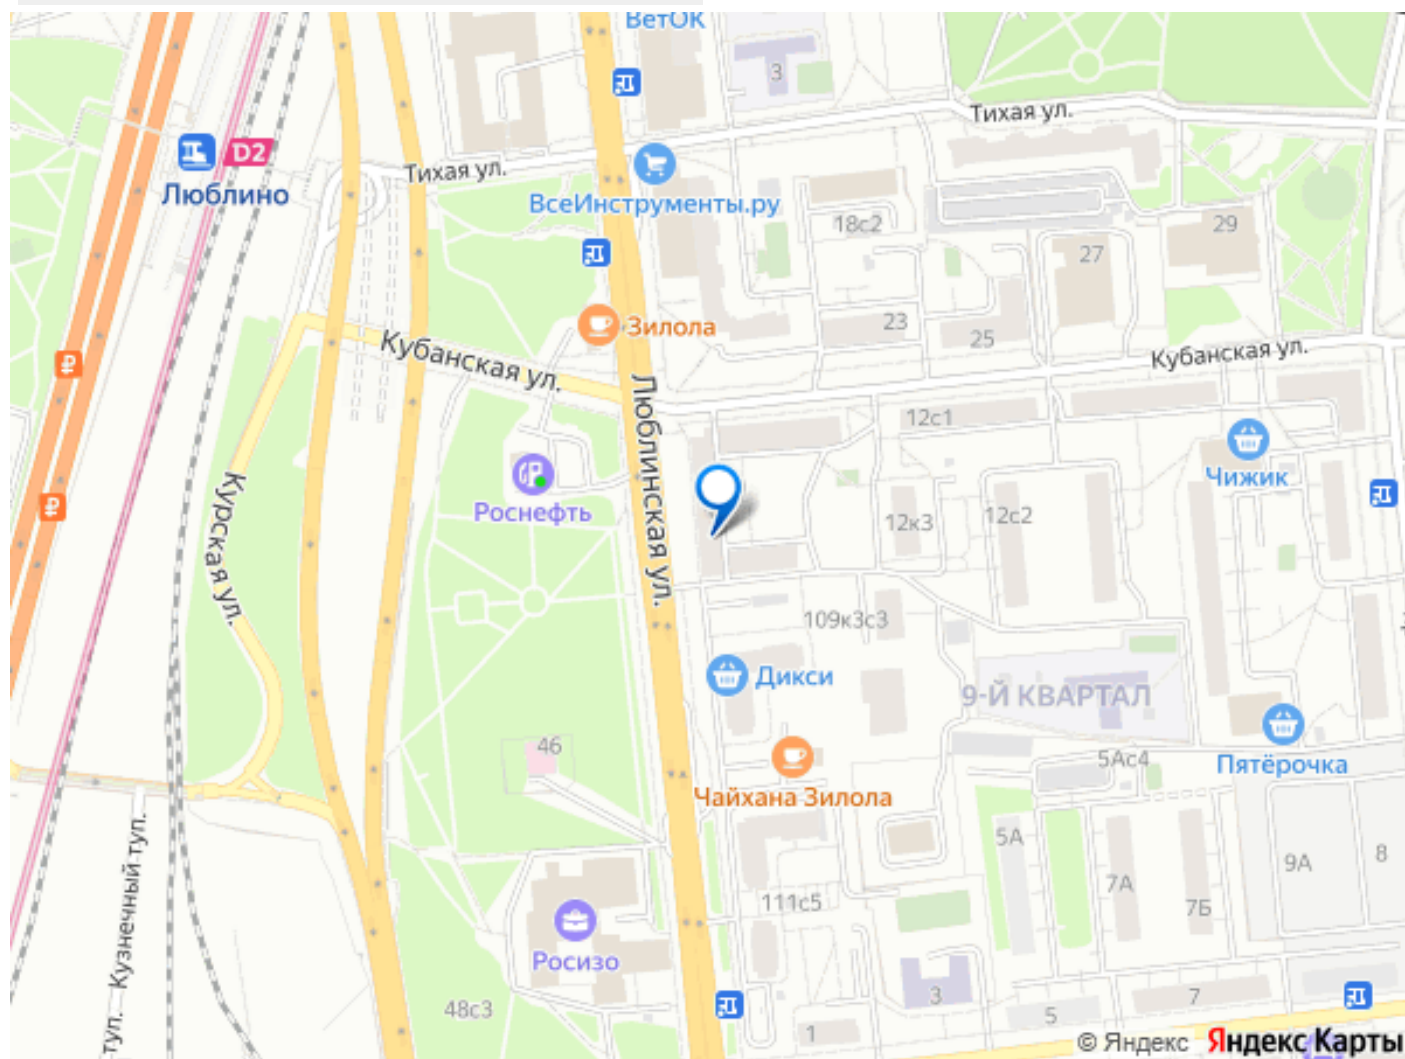 ВетОК
3
Тихая ул.
D2
Люблино
Тихая ул.
ВсеИнструменты.ру
18с2
29
27
Зилола
23
25
Кубанская ул.
Кубанская ул.
Люблинская ул.
12с1
Чижик
Курская ул.
Роснефть
12к3
12с2
109к3с3
Дикси
9-Й КВАРТАЛ
46
5Ас4
Пятёрочка
Чайхана Зилола
5А
9А
8
7А
7Б
111с5
Кузнечный туп.
туп.
Росизо
48с3
3
5
7
1
© Яндекс Яндекс Карты